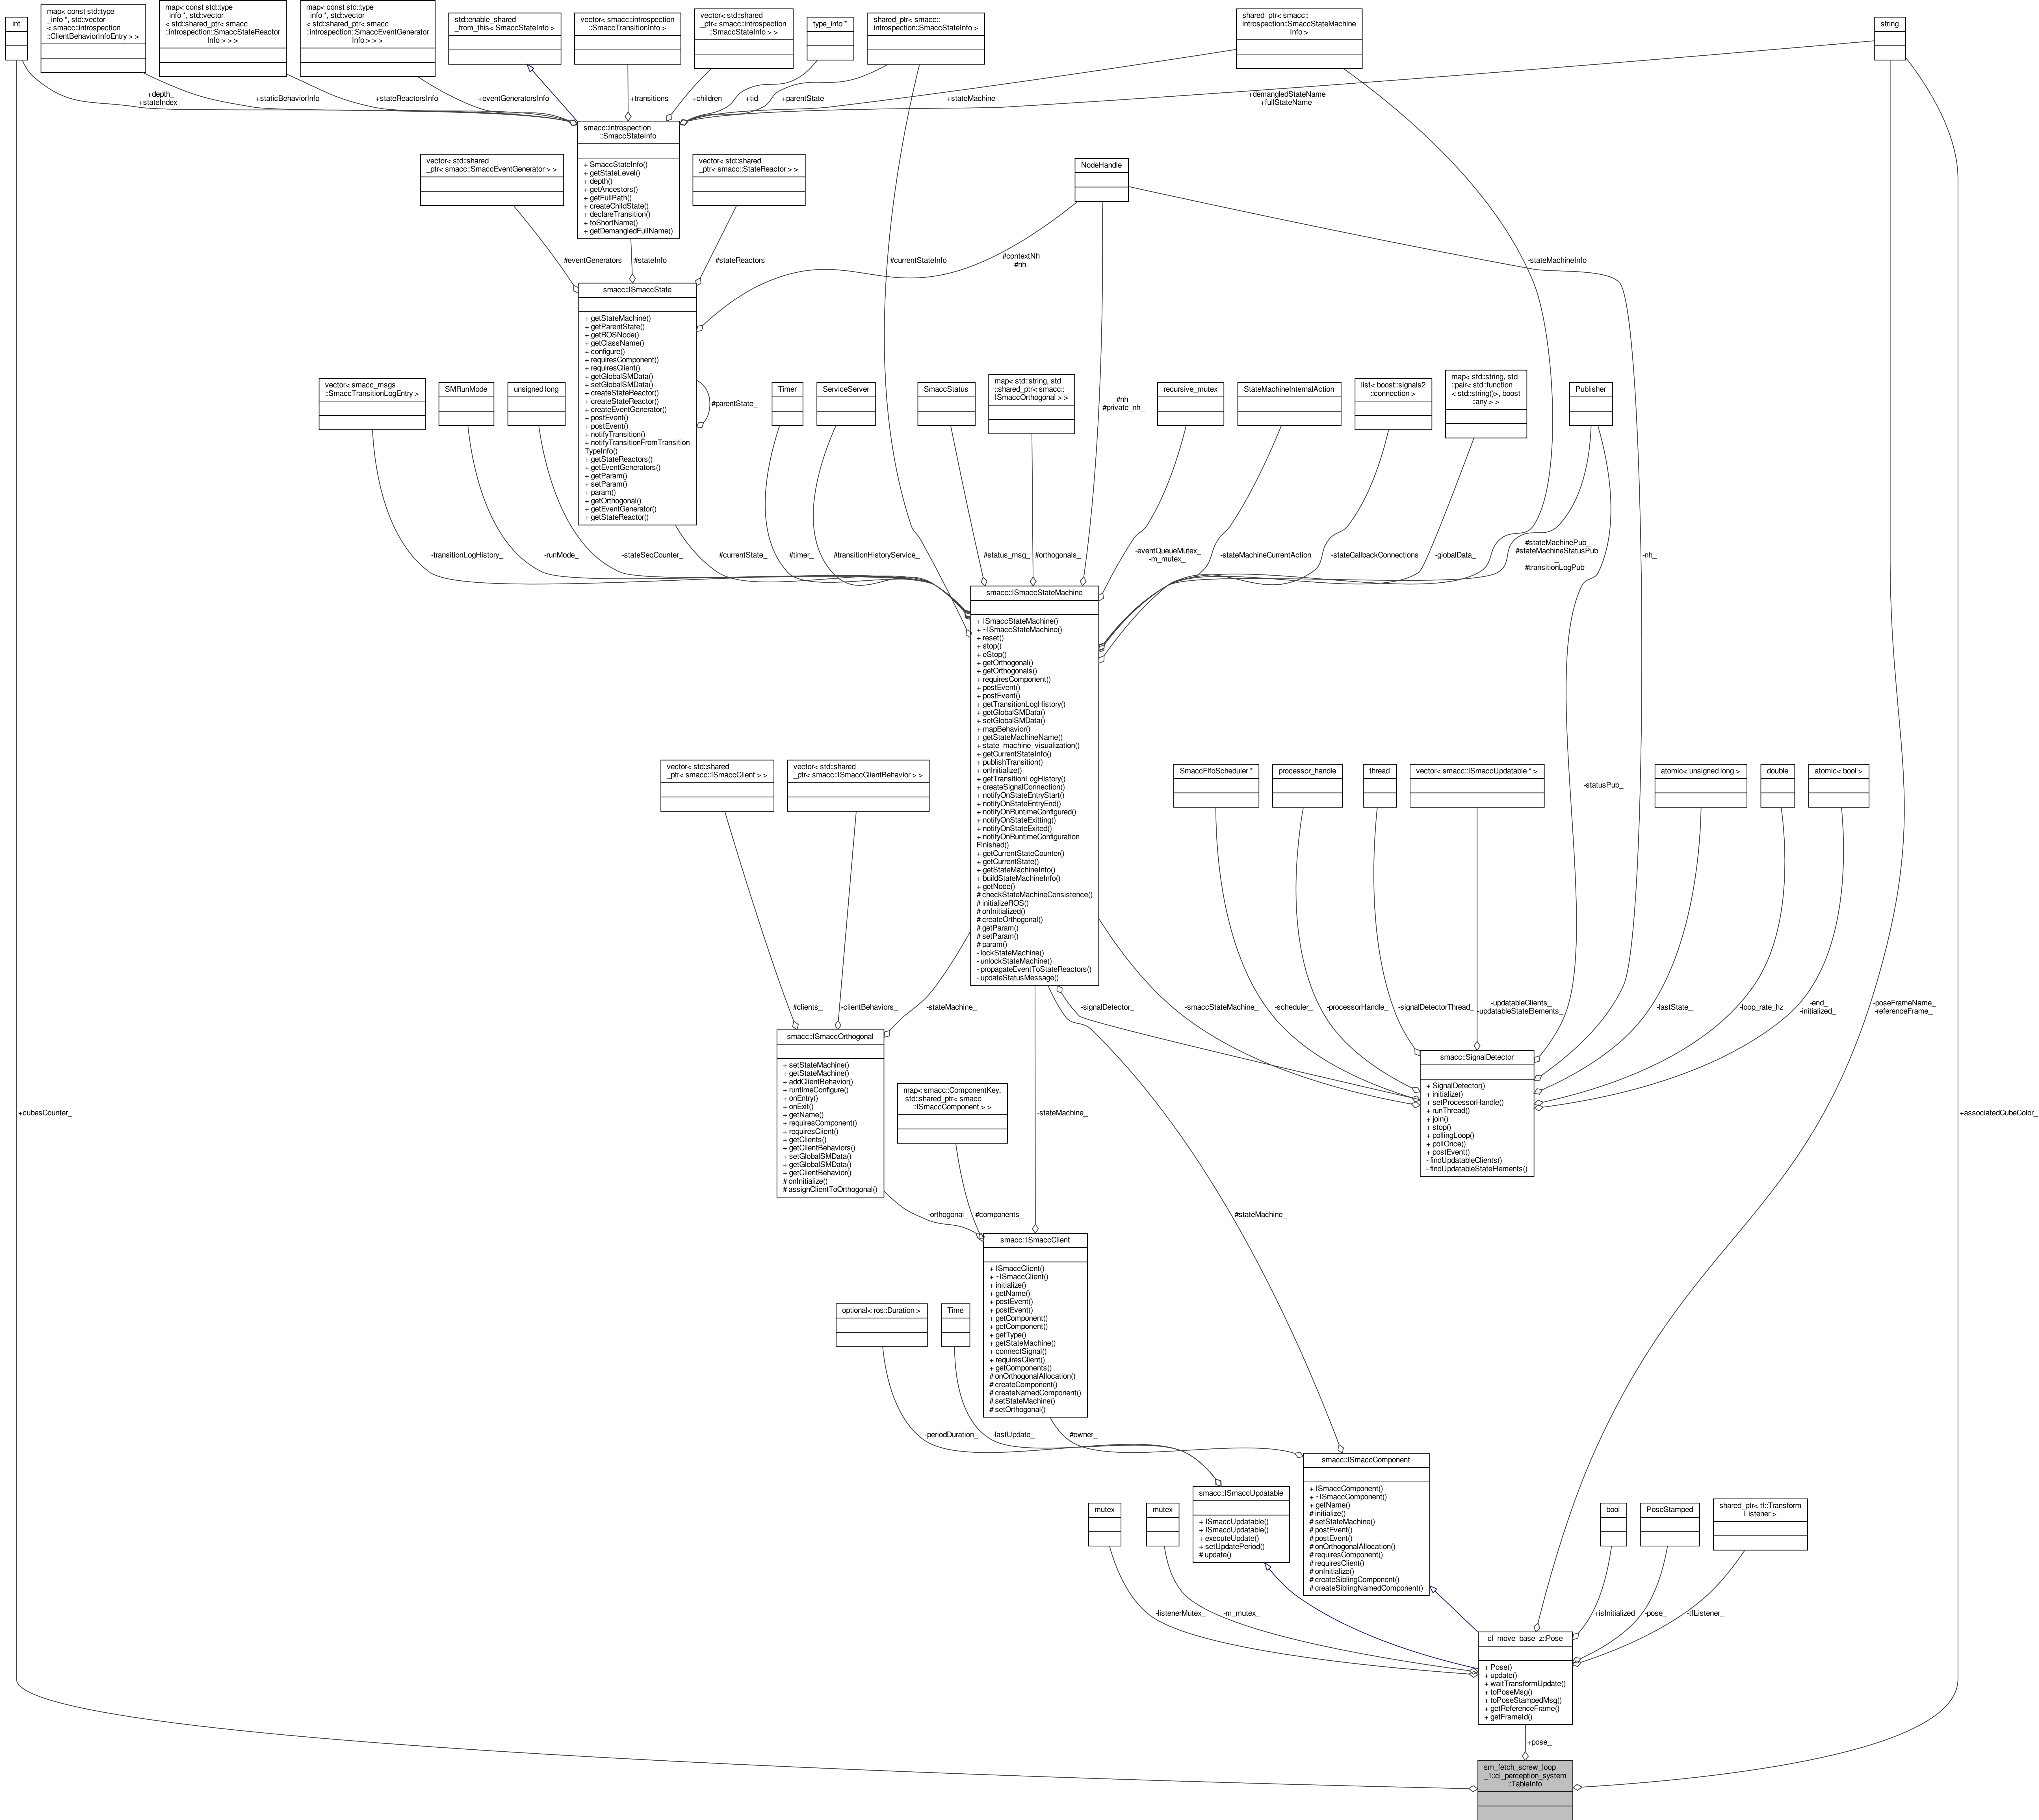 int
map< const std::type
_info *, std::vector
< smacc::introspection
::ClientBehaviorInfoEntry > >
map< const std::type
_info *, std::vector
< std::shared_ptr< smacc
::introspection::SmaccStateReactor
Info > > >
map< const std::type
_info *, std::vector
< std::shared_ptr< smacc
::introspection::SmaccEventGenerator
Info > > >
std::enable_shared
_from_this< SmaccStateInfo >
vector< smacc::introspection
::SmaccTransitionInfo >
vector< std::shared
_ptr< smacc::introspection
::SmaccStateInfo > >
type_info *
shared_ptr< smacc::
introspection::SmaccStateInfo >
shared_ptr< smacc::
introspection::SmaccStateMachine
Info >
string
+depth_
+stateIndex_
+staticBehaviorInfo
+stateReactorsInfo
+eventGeneratorsInfo
+transitions_
+children_
+tid_
+parentState_
+stateMachine_
+demangledStateName
+fullStateName
smacc::introspection
::SmaccStateInfo
+ SmaccStateInfo()
+ getStateLevel()
+ depth()
+ getAncestors()
+ getFullPath()
+ createChildState()
+ declareTransition()
+ toShortName()
+ getDemangledFullName()
vector< std::shared
_ptr< smacc::SmaccEventGenerator > >
vector< std::shared
_ptr< smacc::StateReactor > >
NodeHandle
#eventGenerators_
#stateInfo_
#stateReactors_
#currentStateInfo_
#contextNh
#nh
-stateMachineInfo_
smacc::ISmaccState
+ getStateMachine()
+ getParentState()
+ getROSNode()
+ getClassName()
+ configure()
+ requiresComponent()
+ requiresClient()
+ getGlobalSMData()
+ setGlobalSMData()
+ createStateReactor()
+ createStateReactor()
+ createEventGenerator()
+ postEvent()
+ postEvent()
+ notifyTransition()
+ notifyTransitionFromTransition
TypeInfo()
+ getStateReactors()
+ getEventGenerators()
+ getParam()
+ setParam()
+ param()
+ getOrthogonal()
+ getEventGenerator()
+ getStateReactor()
#parentState_
vector< smacc_msgs
::SmaccTransitionLogEntry >
SMRunMode
unsigned long
Timer
ServiceServer
SmaccStatus
map< std::string, std
::shared_ptr< smacc::
ISmaccOrthogonal > >
#nh_
#private_nh_
recursive_mutex
StateMachineInternalAction
list< boost::signals2
::connection >
map< std::string, std
::pair< std::function
< std::string()>, boost
::any > >
Publisher
-transitionLogHistory_
-runMode_
-stateSeqCounter_
#currentState_
#timer_
#transitionHistoryService_
#status_msg_
#orthogonals_
-eventQueueMutex_
-m_mutex_
-stateMachineCurrentAction
-stateCallbackConnections
-globalData_
#stateMachinePub_
#stateMachineStatusPub
_
#transitionLogPub_
-nh_
smacc::ISmaccStateMachine
+ ISmaccStateMachine()
+ ~ISmaccStateMachine()
+ reset()
+ stop()
+ eStop()
+ getOrthogonal()
+ getOrthogonals()
+ requiresComponent()
+ postEvent()
+ postEvent()
+ getTransitionLogHistory()
+ getGlobalSMData()
+ setGlobalSMData()
+ mapBehavior()
+ getStateMachineName()
+ state_machine_visualization()
+ getCurrentStateInfo()
+ publishTransition()
+ onInitialize()
+ getTransitionLogHistory()
+ createSignalConnection()
+ notifyOnStateEntryStart()
+ notifyOnStateEntryEnd()
+ notifyOnRuntimeConfigured()
+ notifyOnStateExitting()
+ notifyOnStateExited()
+ notifyOnRuntimeConfiguration
Finished()
+ getCurrentStateCounter()
+ getCurrentState()
+ getStateMachineInfo()
+ buildStateMachineInfo()
+ getNode()
# checkStateMachineConsistence()
# initializeROS()
# onInitialized()
# createOrthogonal()
# getParam()
# setParam()
# param()
- lockStateMachine()
- unlockStateMachine()
- propagateEventToStateReactors()
- updateStatusMessage()
vector< std::shared
_ptr< smacc::ISmaccClient > >
vector< std::shared
_ptr< smacc::ISmaccClientBehavior > >
SmaccFifoScheduler *
processor_handle
thread
vector< smacc::ISmaccUpdatable * >
-statusPub_
atomic< unsigned long >
double
atomic< bool >
#clients_
-clientBehaviors_
-stateMachine_
-signalDetector_
-smaccStateMachine_
-scheduler_
-processorHandle_
-signalDetectorThread_
-updatableClients_
-updatableStateElements_
-lastState_
-loop_rate_hz
-end_
-initialized_
-poseFrameName_
-referenceFrame_
smacc::ISmaccOrthogonal
+ setStateMachine()
+ getStateMachine()
+ addClientBehavior()
+ runtimeConfigure()
+ onEntry()
+ onExit()
+ getName()
+ requiresComponent()
+ requiresClient()
+ getClients()
+ getClientBehaviors()
+ setGlobalSMData()
+ getGlobalSMData()
+ getClientBehavior()
# onInitialize()
# assignClientToOrthogonal()
smacc::SignalDetector
+ SignalDetector()
+ initialize()
+ setProcessorHandle()
+ runThread()
+ join()
+ stop()
+ pollingLoop()
+ pollOnce()
+ postEvent()
- findUpdatableClients()
- findUpdatableStateElements()
map< smacc::ComponentKey,
std::shared_ptr< smacc
::ISmaccComponent > >
+cubesCounter_
-stateMachine_
+associatedCubeColor_
-orthogonal_
#components_
#stateMachine_
smacc::ISmaccClient
+ ISmaccClient()
+ ~ISmaccClient()
+ initialize()
+ getName()
+ postEvent()
+ postEvent()
+ getComponent()
+ getComponent()
+ getType()
+ getStateMachine()
+ connectSignal()
+ requiresClient()
+ getComponents()
# onOrthogonalAllocation()
# createComponent()
# createNamedComponent()
# setStateMachine()
# setOrthogonal()
optional< ros::Duration >
Time
-periodDuration_
-lastUpdate_
#owner_
smacc::ISmaccComponent
+ ISmaccComponent()
+ ~ISmaccComponent()
+ getName()
# initialize()
# setStateMachine()
# postEvent()
# postEvent()
# onOrthogonalAllocation()
# requiresComponent()
# requiresClient()
# onInitialize()
# createSiblingComponent()
# createSiblingNamedComponent()
smacc::ISmaccUpdatable
+ ISmaccUpdatable()
+ ISmaccUpdatable()
+ executeUpdate()
+ setUpdatePeriod()
# update()
mutex
mutex
bool
PoseStamped
shared_ptr< tf::Transform
Listener >
-listenerMutex_
-m_mutex_
+isInitialized
-pose_
-tfListener_
cl_move_base_z::Pose
+ Pose()
+ update()
+ waitTransformUpdate()
+ toPoseMsg()
+ toPoseStampedMsg()
+ getReferenceFrame()
+ getFrameId()
+pose_
sm_fetch_screw_loop
_1::cl_perception_system
::TableInfo